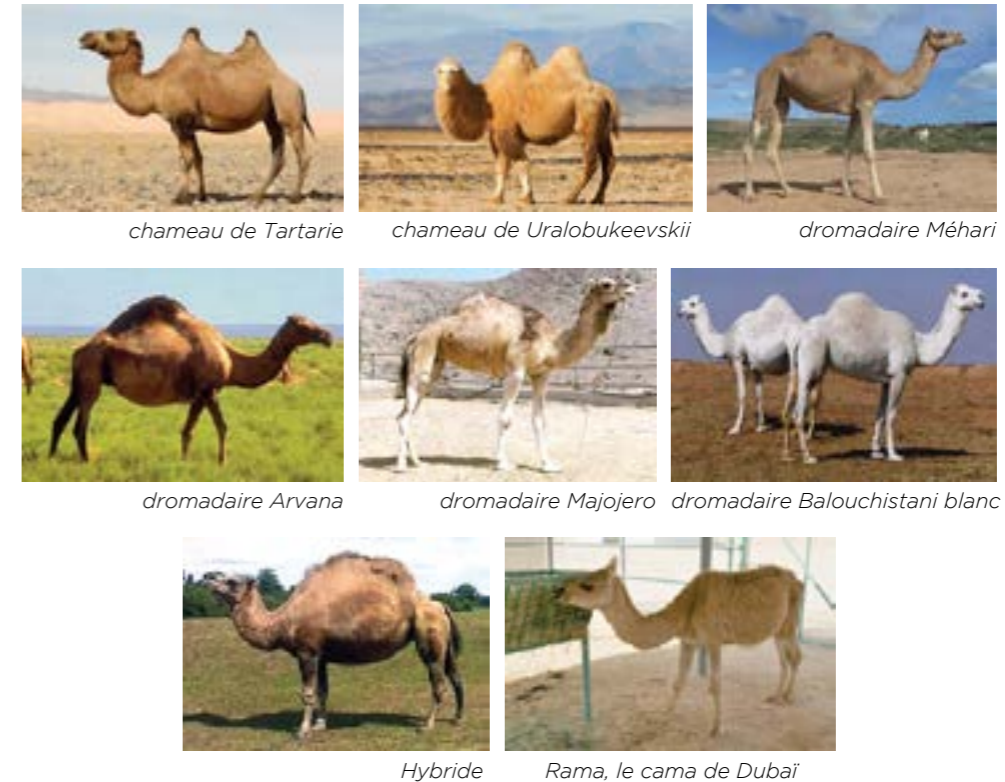 chameau de Tartarie
chameau de Uralobukeevskii
dromadaire Méhari
dromadaire Arvana
dromadaire Majojero
dromadaire Balouchistani blanc
Hybride
Rama, le cama de Dubaï